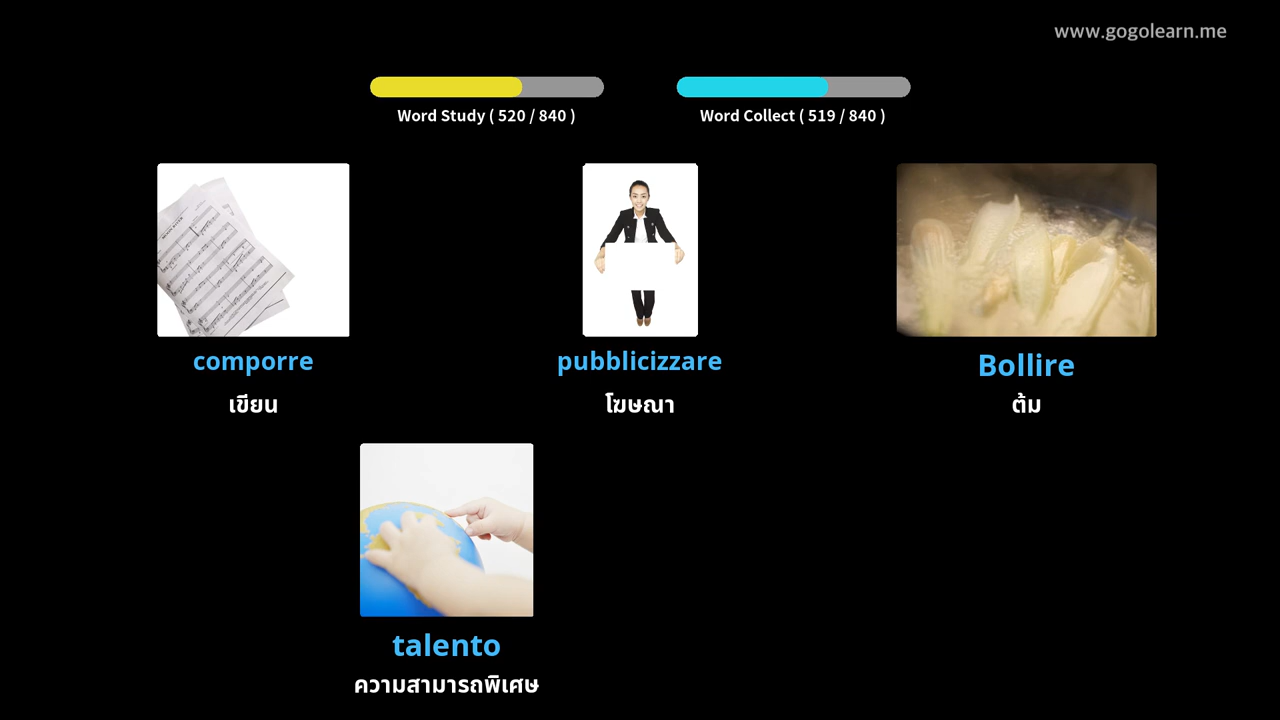 www.gogolearn.me
Word Study ( 520 / 840 )
Word Collect ( 519 / 840 )
comporre
เขียน
pubblicizzare
โฆษณา
Bollire
ต้ม
talento
ความสามารถพิเศษ